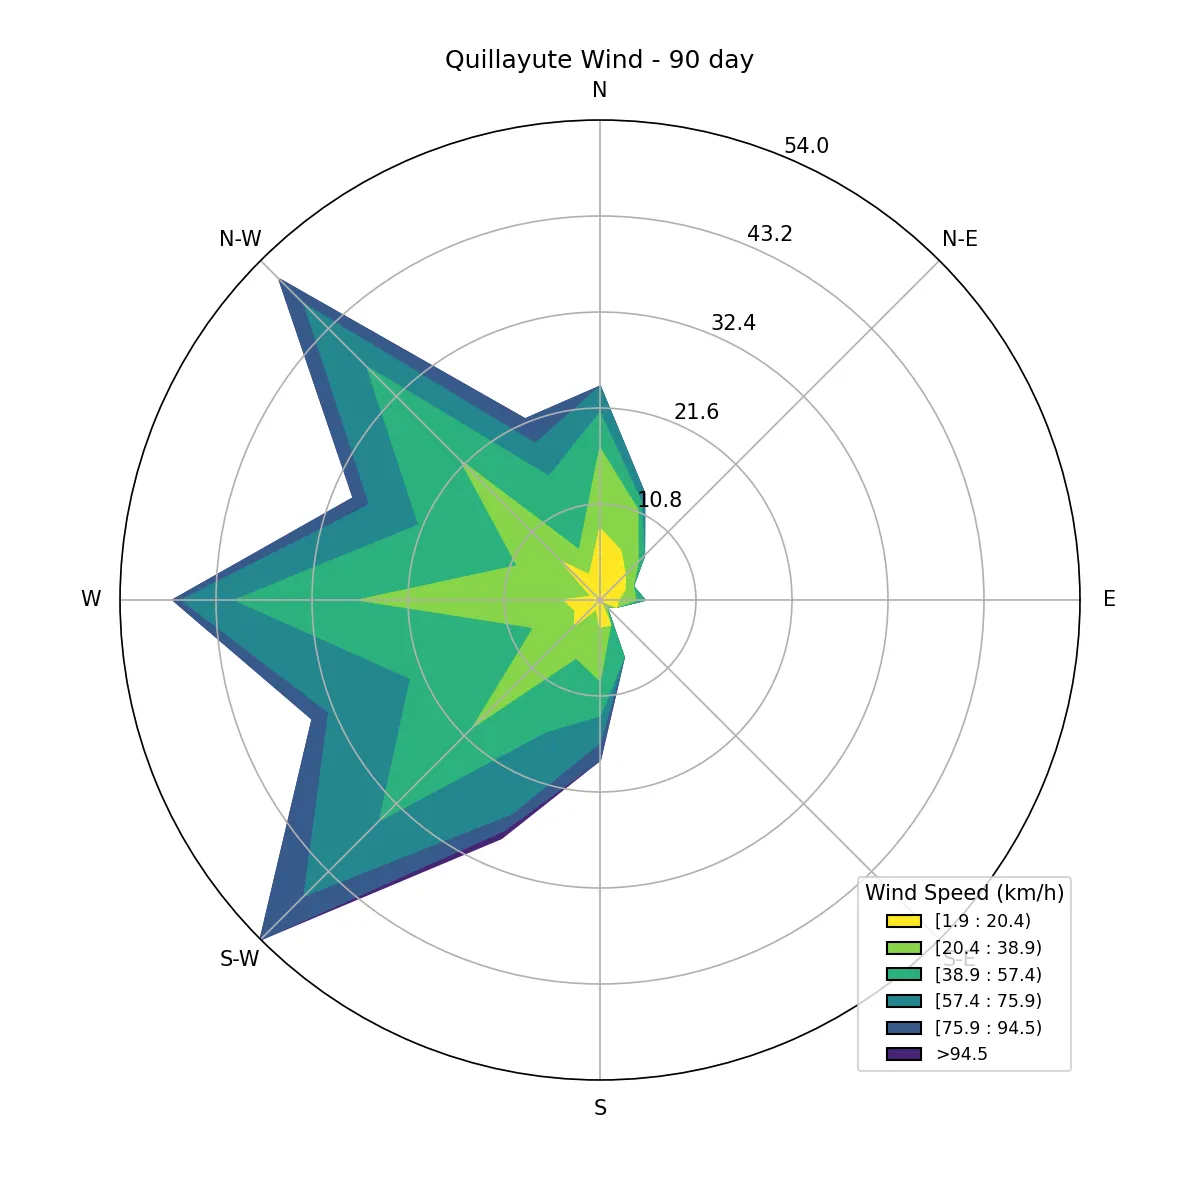 Quillayute Wind - 90 day
N
54.0
N-W
43.2
N-E
32.4
21.6
10.8
W
E
S-W
S-E
S
Wind Speed (km/h)
[1.9 : 20.4)
[20.4 : 38.9)
[38.9 : 57.4)
[57.4 : 75.9)
[75.9 : 94.5)
>94.5